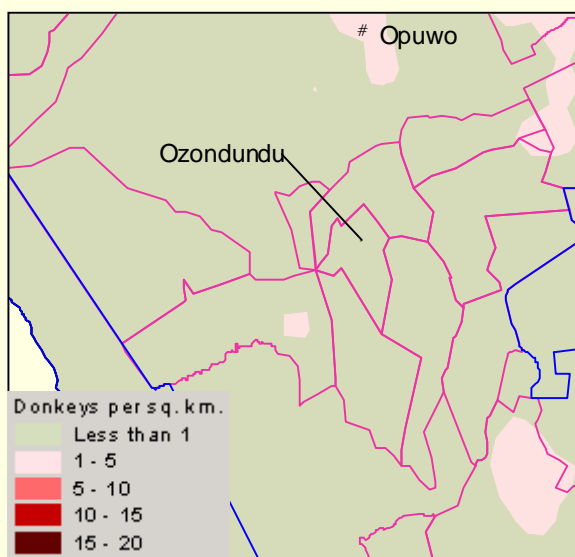 # Opuwo
Ozondundu
Donkeys per sq. km.
Less than 1
1 - 5
5 - 10
10 - 15
15 - 20